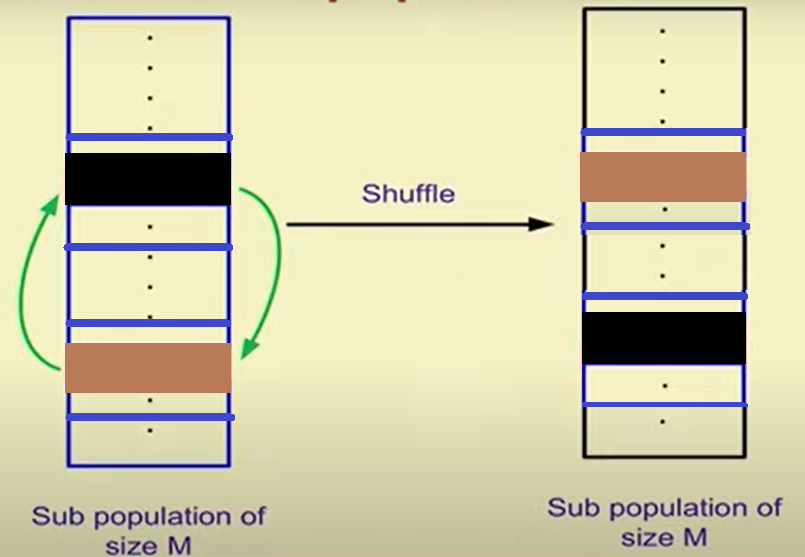 Shuffle
Sub population of
size M
Sub population of
size M